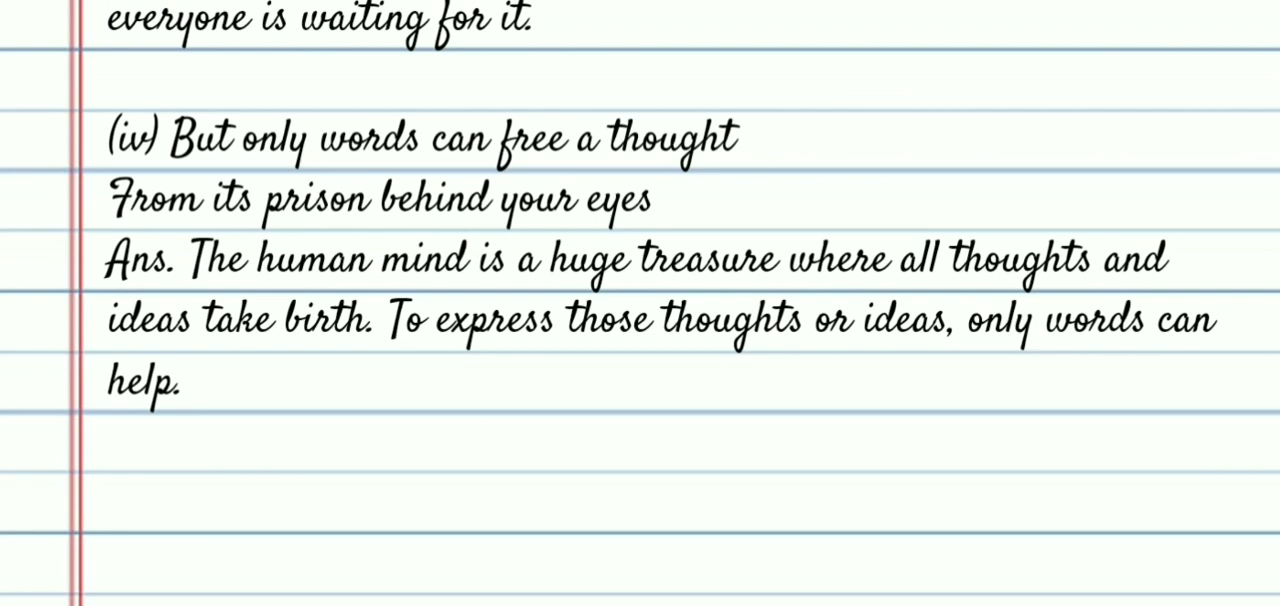 everyone is waiting for it.
(iv) But only words can free a thought
From its prison behind your eyes
Ans. The human mind is a huge treasure where all thoughts and
ideas take birth. To express those thoughts or ideas, only words can
help.